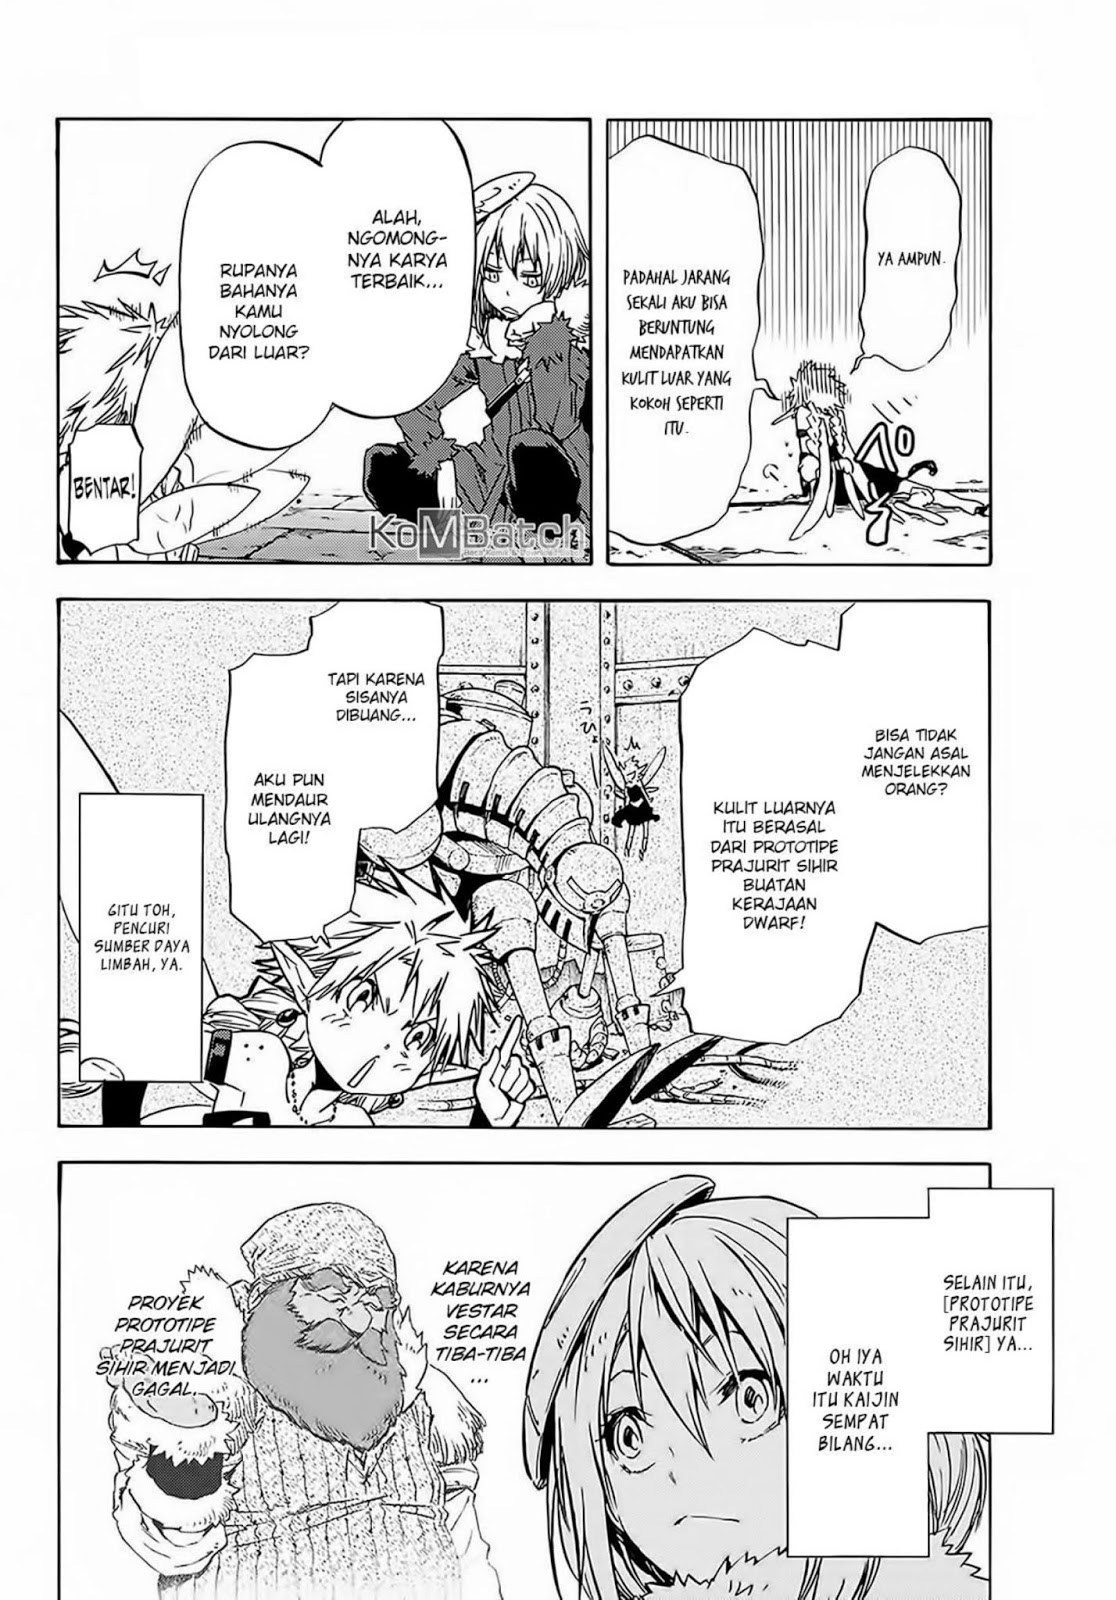 YA AMPUN.
PADAHAL JARANG
SEKALI AKU BISA
BERUNTUNG
MENDAPATKAN
KULIT LUAR YANG
KOKOH SEPERTI
ITU.
ALAH,
NGOMONG-
NYA KARYA
TERBAIK...
RUPANYA
BAHANYA
KAMU
NYOLONG
DARI LUAR?
BENTAR!
KoMBatch
BISA TIDAK
JANGAN ASAL
MENJELEKKAN
ORANG?
KULIT LUARNYA
ITU BERASAL
DARI PROTOTIPE
PRAJURIT SIHIR
BUATAN
KERAJAAN
DWARF!
TAPI KARENA
SISANYA
DIBUANG...
AKU PUN
MENDAUR
ULANGNYA
LAGI!
GITU TOH,
PENCURI
SUMBER DAYA
LIMBAH, YA.
SELAIN ITU,
[PROTOTIPE
PRAJURIT
SIHIR] YA...
OH IYA
WAKTU
ITU KAIJIN
SEMPAT
BILANG...
KARENA
KABURNYA
VESTAR
SECARA
TIBA-TIBA
...
PROYEK
PROTOTIPE
PRAJURIT
SIHIR MENJADI
GAGAL.